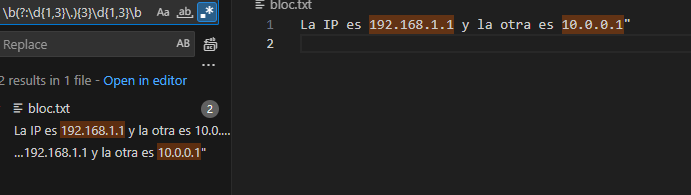 \b(?:\d{1,3}\.){3}\d{1,3}\b
Aa ab .*
Replace
AB
...
2 results in 1 file - Open in editor
bloc.txt
2
La IP es 192.168.1.1 y la otra es 10.0....
...192.168.1.1 y la otra es 10.0.0.1"
bloc.txt
1 La IP es 192.168.1.1 y la otra es 10.0.0.1"
2